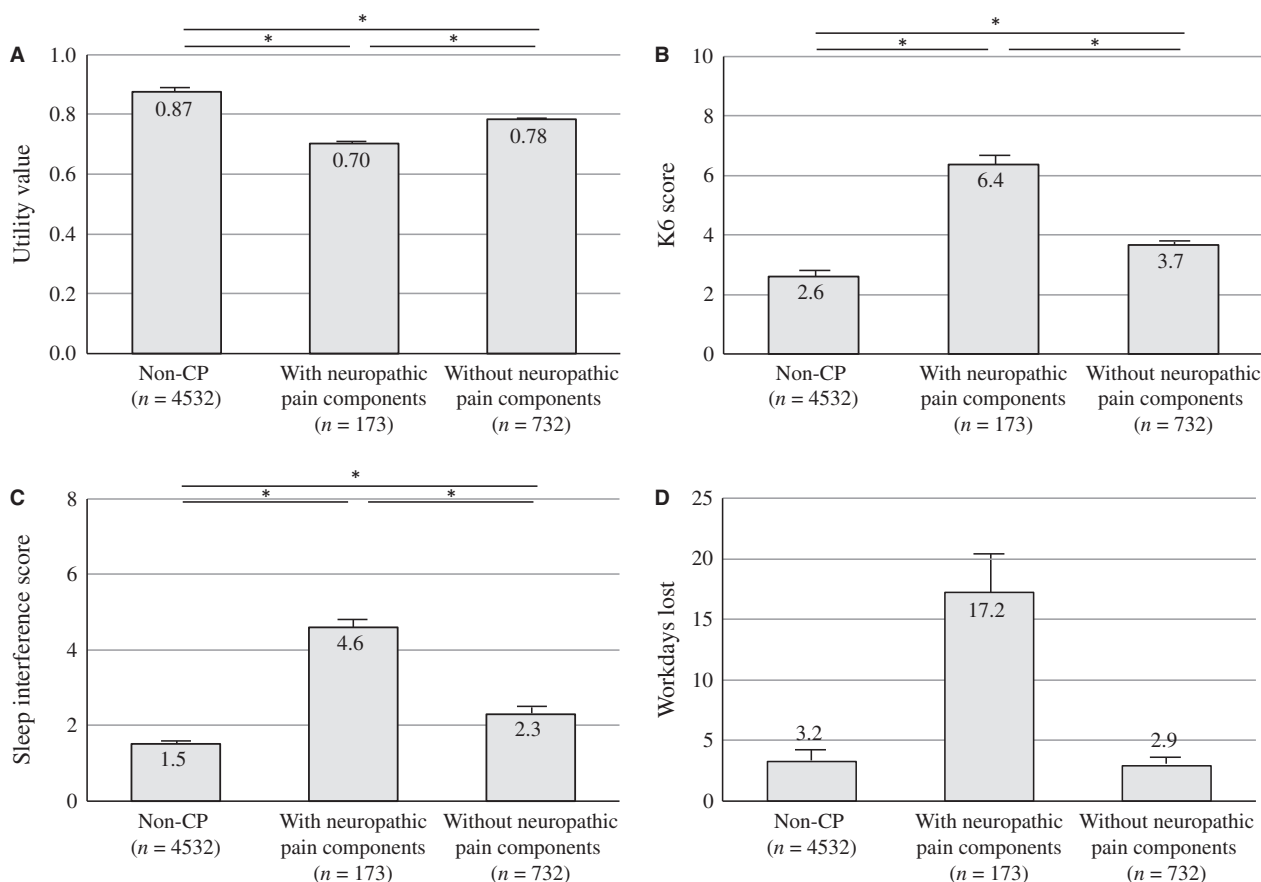 *
* *
A
1.0
0.8
0.6
0.4
0.2
0.0
Utility value
0.87
0.70
0.78
Non-CP
(n = 4532)
With neuropathic
pain components
(n = 173)
Without neuropathic
pain components
(n = 732)
*
* *
B
10
8
6
4
2
0
K6 score
2.6
6.4
3.7
Non-CP
(n = 4532)
With neuropathic
pain components
(n = 173)
Without neuropathic
pain components
(n = 732)
*
* *
C
8
6
4
2
0
Sleep interference score
1.5
4.6
2.3
Non-CP
(n = 4532)
With neuropathic
pain components
(n = 173)
Without neuropathic
pain components
(n = 732)
D
25
20
15
10
5
0
Workdays lost
3.2
17.2
2.9
Non-CP
(n = 4532)
With neuropathic
pain components
(n = 173)
Without neuropathic
pain components
(n = 732)